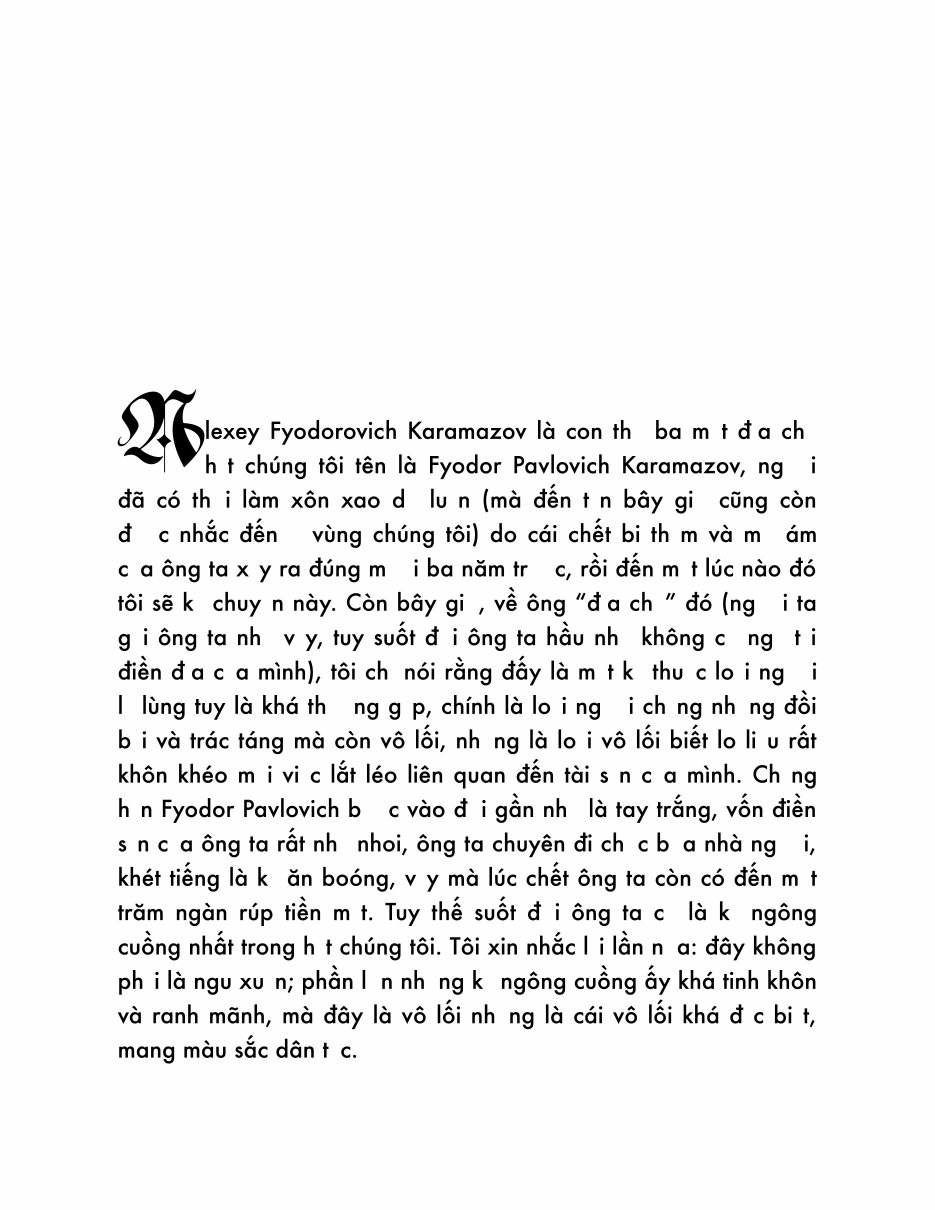 Alexey Fyodorovich Karamazov là con th  ba m t đ a ch 
h t chúng tôi tên là Fyodor Pavlovich Karamazov, ng  i
đã có th i làm xôn xao d  lu n (mà đến t n bây gi  cũng còn
đ  c nhắc đến   vùng chúng tôi) do cái chết bi th m và m  ám
c a ông ta x y ra đúng m  i ba năm tr  c, rồi đến m t lúc nào đó
tôi sẽ k  chuy n này. Còn bây gi , về ông “đ a ch ” đó (ng  i ta
g i ông ta nh  v y, tuy suốt đ i ông ta hầu nh  không c  ng  t i
điền đ a c a mình), tôi ch  nói rằng đấy là m t k  thu c lo i ng  i
l  lùng tuy là khá th  ng g p, chính là lo i ng  i ch ng nh ng đồi
b i và trác táng mà còn vô lối, nh ng là lo i vô lối biết lo li u rất
khôn khéo m i vi c lắt léo liên quan đến tài s n c a mình. Ch ng
h n Fyodor Pavlovich b  c vào đ i gần nh  là tay trắng, vốn điền
s n c a ông ta rất nh  nhoi, ông ta chuyên đi ch c b a nhà ng  i,
khét tiếng là k  ăn boóng, v y mà lúc chết ông ta còn có đến m t
trăm ngàn rúp tiền m t. Tuy thế suốt đ i ông ta c  là k  ngông
cuồng nhất trong h t chúng tôi. Tôi xin nhắc l i lần n a: đây không
ph i là ngu xu n; phần l n nh ng k  ngông cuồng ấy khá tinh khôn
và ranh mãnh, mà đây là vô lối nh ng là cái vô lối khá đ c bi t,
mang màu sắc dân t c.